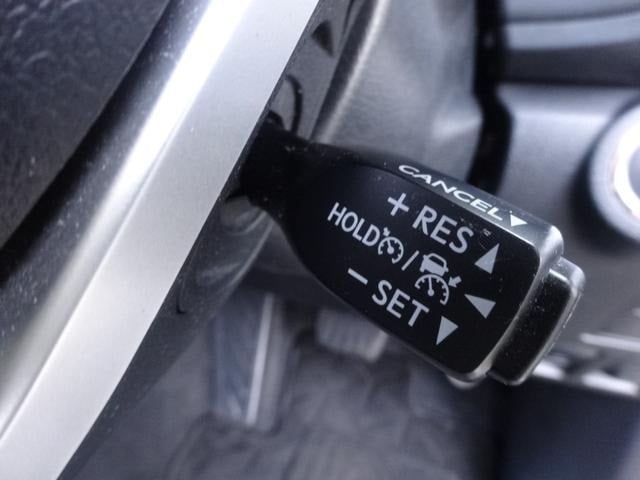 CANCEL
+ RES
HOLD /
− SET